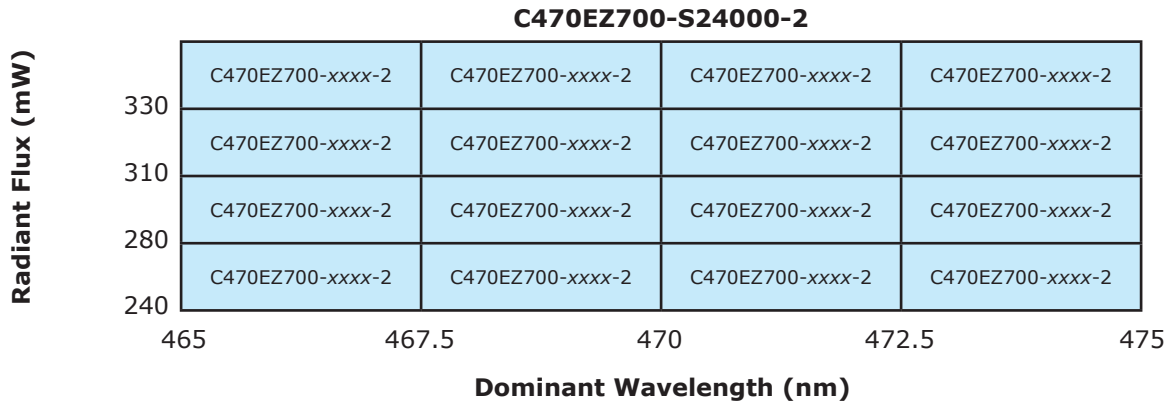 C470EZ700-S24000-2
Radiant Flux (mW)
C470EZ700-xxxx-2 C470EZ700-xxxx-2 C470EZ700-xxxx-2 C470EZ700-xxxx-2
330
C470EZ700-xxxx-2 C470EZ700-xxxx-2 C470EZ700-xxxx-2 C470EZ700-xxxx-2
310
C470EZ700-xxxx-2 C470EZ700-xxxx-2 C470EZ700-xxxx-2 C470EZ700-xxxx-2
280
C470EZ700-xxxx-2 C470EZ700-xxxx-2 C470EZ700-xxxx-2 C470EZ700-xxxx-2
240
465 467.5 470 472.5 475
Dominant Wavelength (nm)